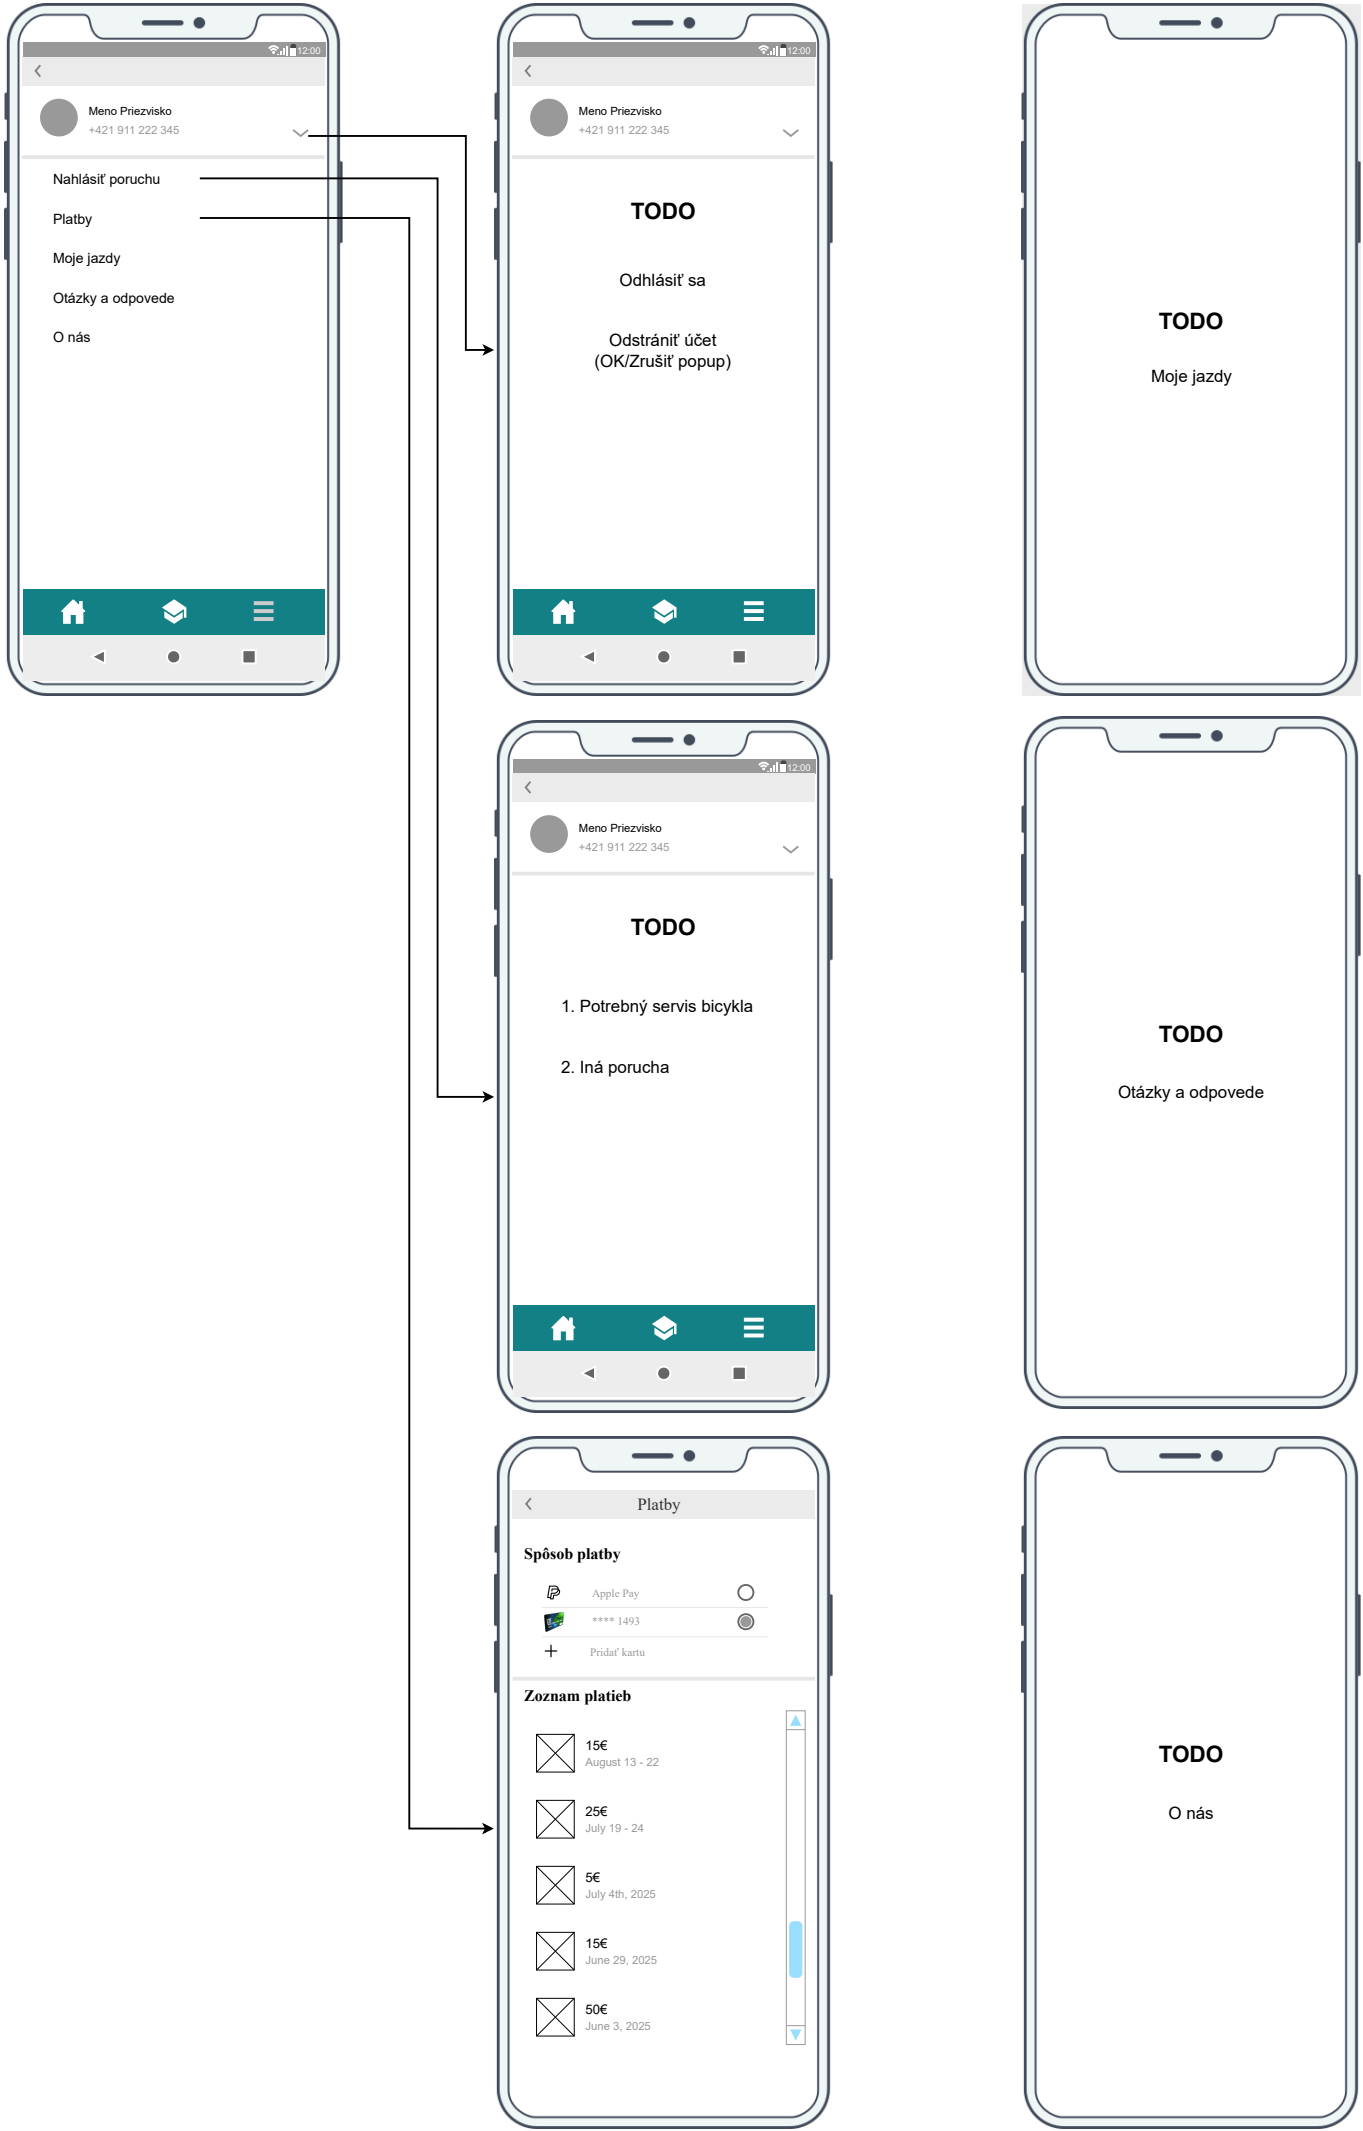 12:00
Meno Priezvisko
+421 911 222 345
Nahlásiť poruchu
Platby
Moje jazdy
Otázky a odpovede
O nás
12:00
Meno Priezvisko
+421 911 222 345
TODO
Odhlásiť sa
Odstrániť účet
(OK/Zrušiť popup)
TODO
Moje jazdy
12:00
Meno Priezvisko
+421 911 222 345
TODO
1. Potrebný servis bicykla
2. Iná porucha
TODO
Otázky a odpovede
Platby
Spôsob platby
Apple Pay
**** 1493
Pridať kartu
Zoznam platieb
15€
August 13 - 22
25€
July 19 - 24
5€
July 4th, 2025
15€
June 29, 2025
50€
June 3, 2025
TODO
O nás